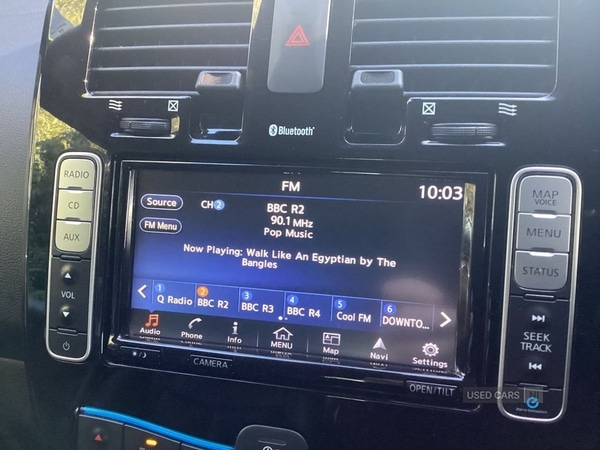 Bluetooth
RADIO
CD
AUX
VOL
FM
10:03
Source
CH 2
BBC R2
90.1 MHz
FM Menu
Pop Music
Now Playing: Walk Like An Egyptian by The
Bangles
1 Q Radio
2 BBC R2
3 BBC R3
4 BBC R4
5 Cool FM
6 DOWNTO...
Audio
Phone
Info
MENU
Map
Navi
Settings
CAMERA
OPEN/TILT
MAP
VOICE
MENU
STATUS
SEEK
TRACK
USED CARS NI